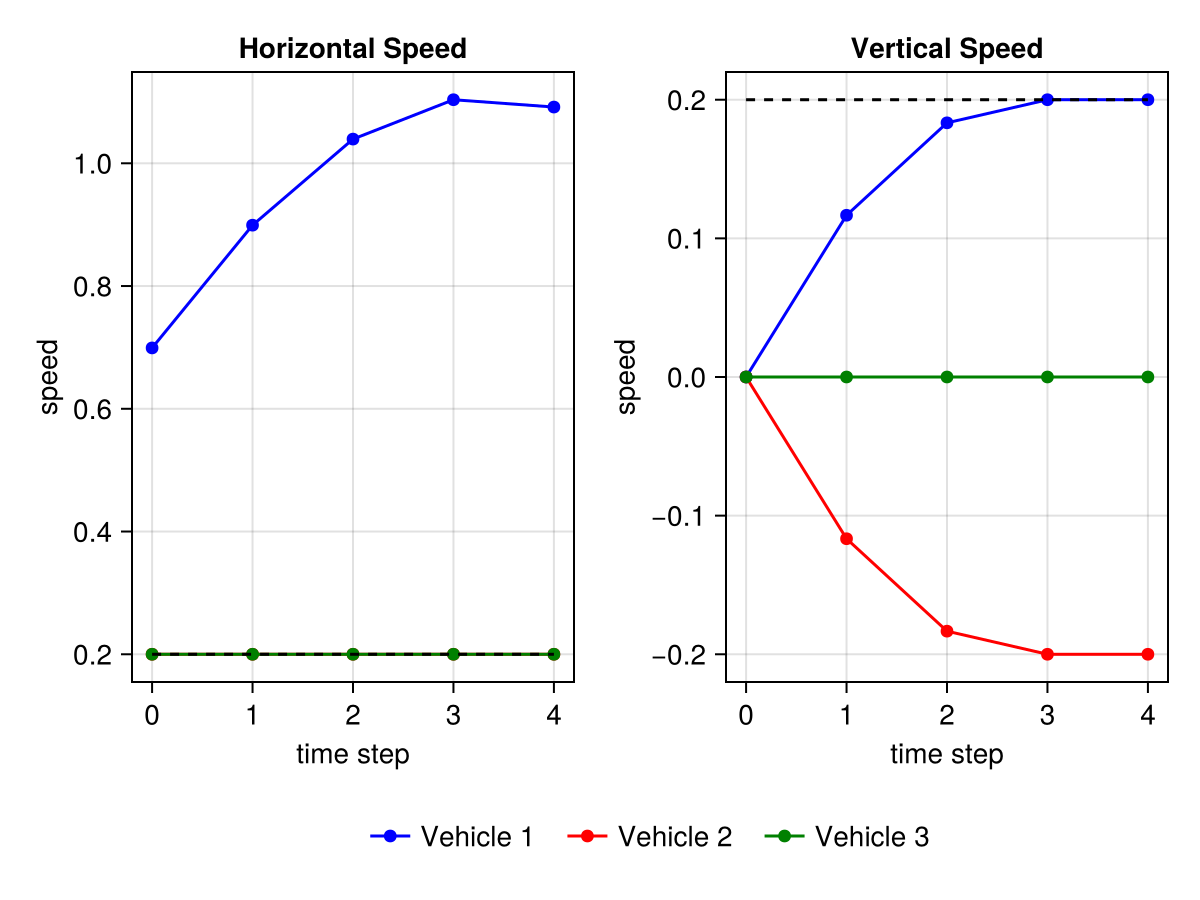 Horizontal Speed
speed
1.0
0.8
0.6
0.4
0.2
0 1 2 3 4
time step
Vertical Speed
speed
0.2
0.1
0.0
−0.1
−0.2
0 1 2 3 4
time step
Vehicle 1 Vehicle 2 Vehicle 3